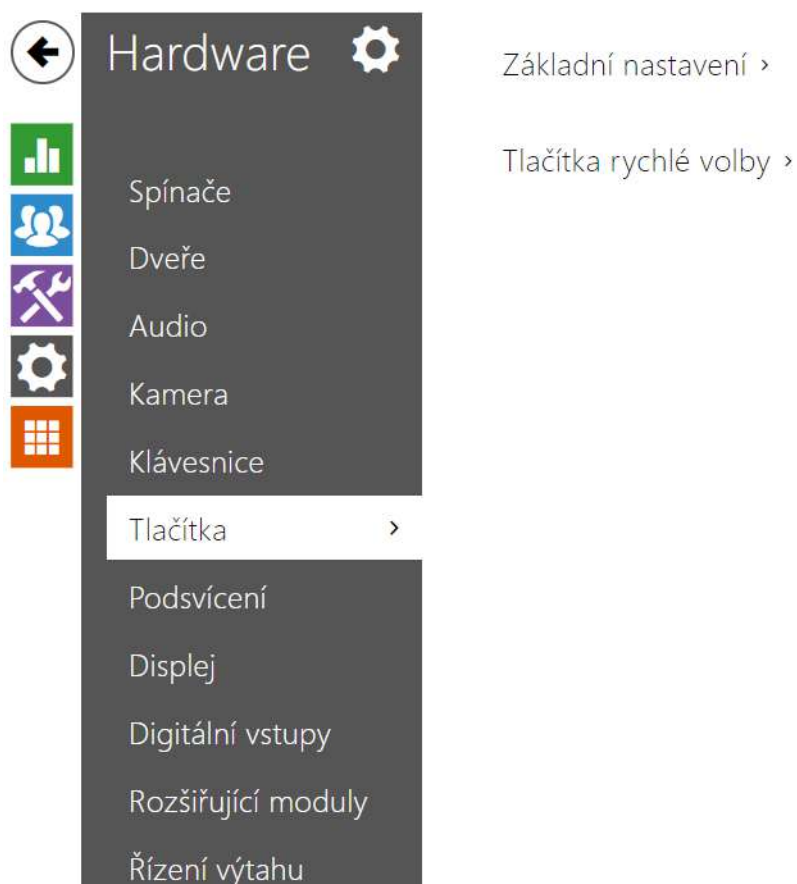 Hardware
Spínače
Dveře
Audio
Kamera
Klávesnice
Tlačítka
Podsvícení
Displej
Digitální vstupy
Rozšiřující moduly
Řízení výtahu
Základní nastavení
Tlačítka rychlé volby